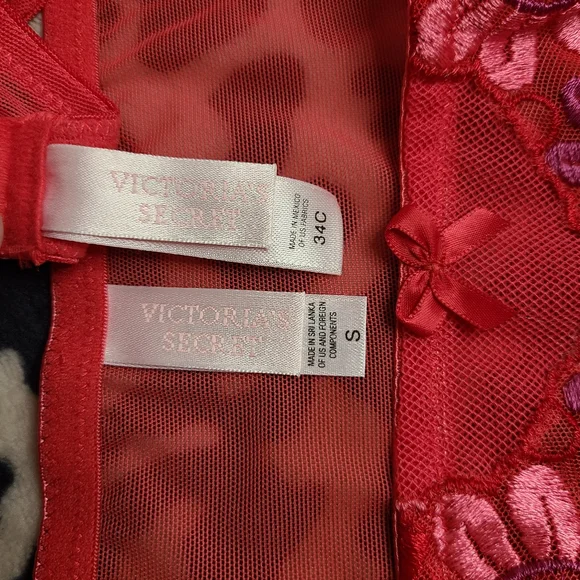 VICTORIA'S
SECRET
MADE IN MEXICO
OF US FABRICS
34C
VICTORIA'S
SECRET
MADE IN SRI LANKA
OF US AND FOREIGN
COMPONENTS
S